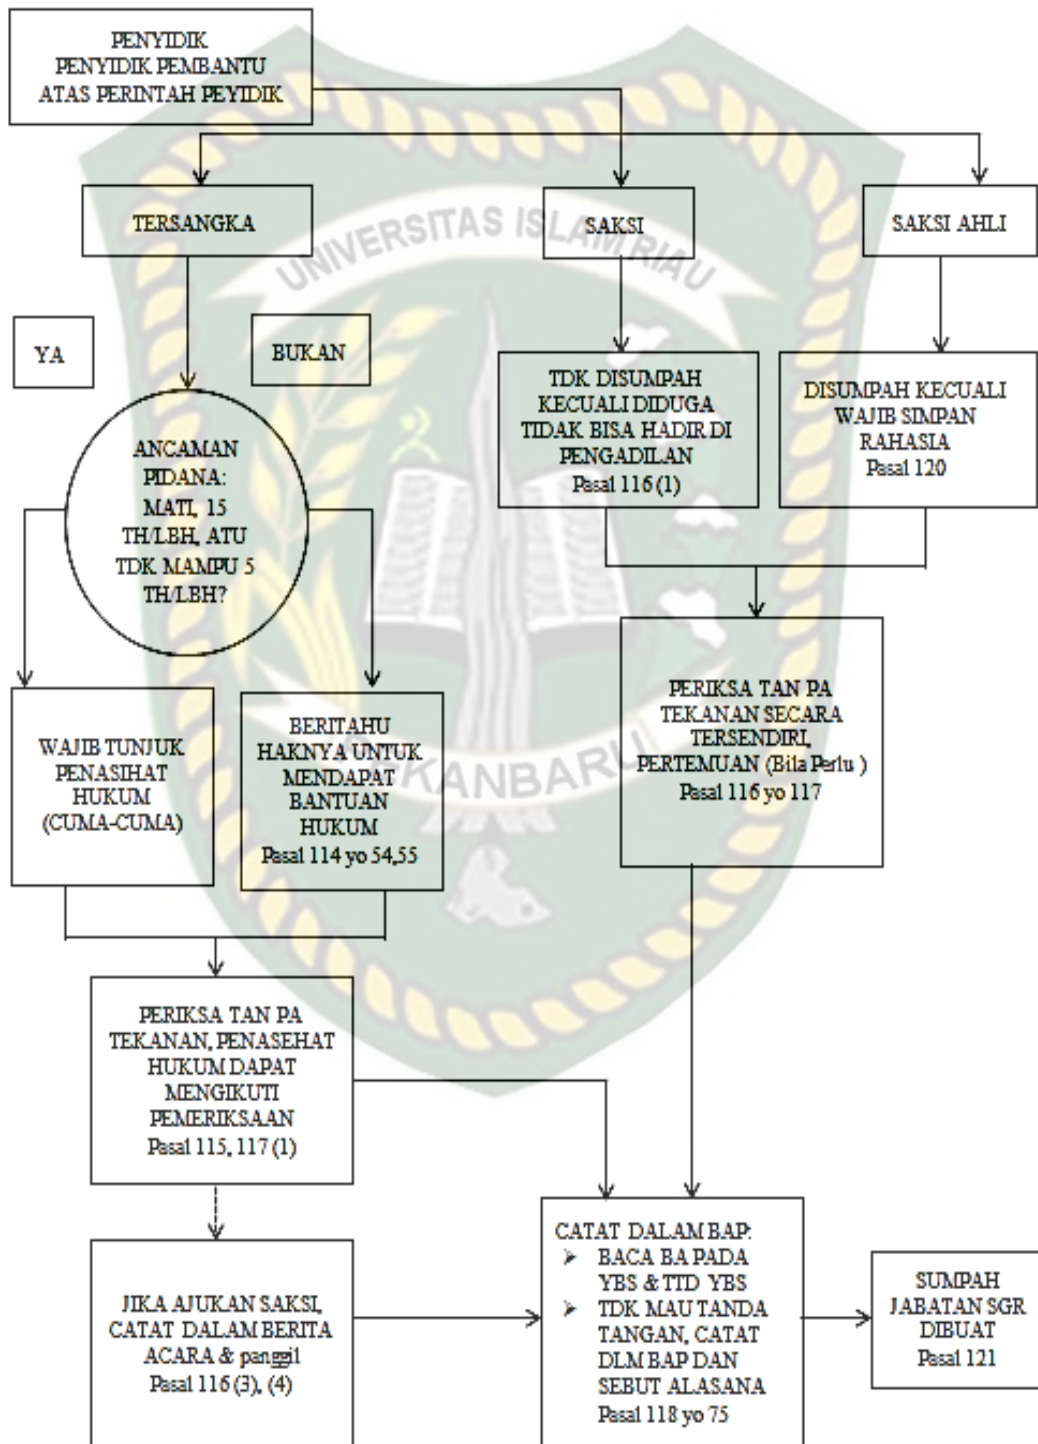 PENYIDIK
PENYIDIK PEMBANTU
ATAS PERINTAH PEYIDIK
TERSANGKA
SAKSI
SAKSI AHLI
UNIVERSITAS ISLAM RIAU
YA
BUKAN
ANCAMAN
PIDANA:
MATI, 15
TH/LBH, ATU
TDK MAMPU 5
TH/LBH?
TDK DISUMPAH
KECUALI DIDUGA
TIDAK BISA HADIR DI
PENGADILAN
Pasal 116 (1)
DISUMPAH KECUALI
WAJIB SIMPAN
RAHASIA
Pasal 120
WAJIB TUNJUK
PENASIHAT
HUKUM
(CUMA-CUMA)
BERITAHU
HAKNYA UNTUK
MENDAPAT
BANTUAN
HUKUM
Pasal 114 yo 54,55
PERIKSA TAN PA
TEKANAN SECARA
TERSENDIRI,
PERTEMUAN (Bila Perlu )
Pasal 116 yo 117
PEKANBARU
PERIKSA TAN PA
TEKANAN, PENASEHAT
HUKUM DAPAT
MENGIKUTI
PEMERIKSAAN
Pasal 115, 117 (1)
JIKA AJUKAN SAKSI,
CATAT DALAM BERITA
ACARA & panggil
Pasal 116 (3), (4)
CATAT DALAM BAP:
➢ BACA BA PADA
YBS & TTD YBS
➢ TDK MAU TANDA
TANGAN, CATAT
DLM BAP DAN
SEBUT ALASANA
Pasal 118 yo 75
SUMPAH
JABATAN SGR
DIBUAT
Pasal 121